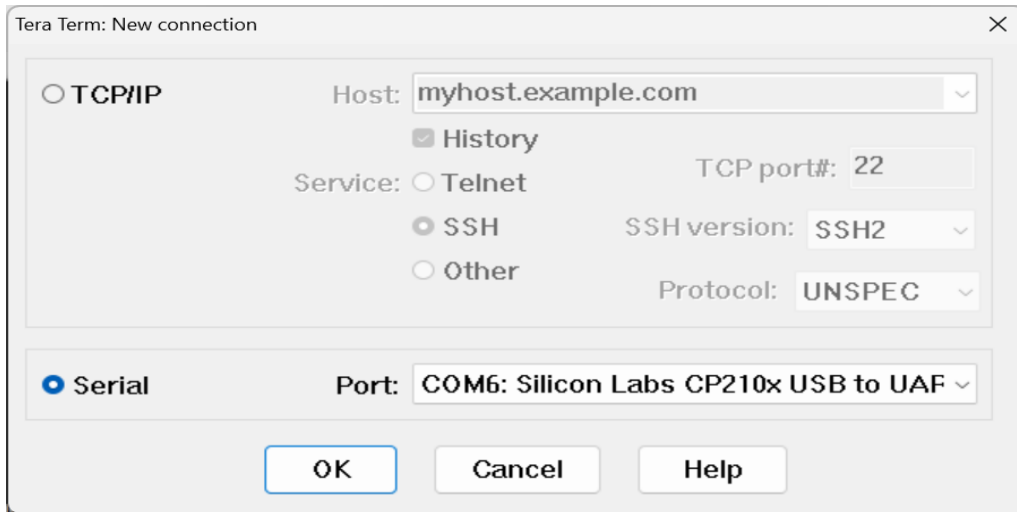 Tera Term: New connection
TCP/IP Host: myhost.example.com
History
Service: Telnet TCP port#: 22
SSH SSH version: SSH2
Other Protocol: UNSPEC
Serial Port: COM6: Silicon Labs CP210x USB to UAR
OK Cancel Help